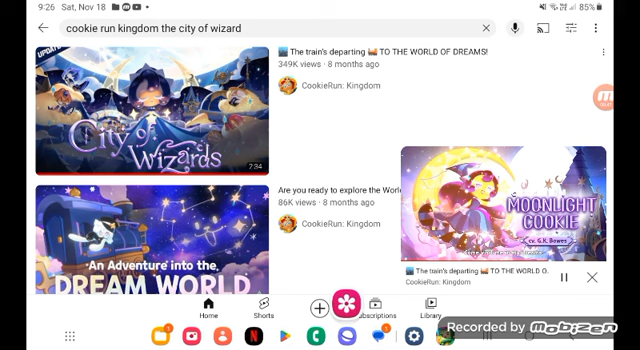 9:26 Sat, Nov 18
85%
cookie run kingdom the city of wizard
UPDATE
City of Wizards
7:34
The train's departing TO THE WORLD OF DREAMS!
349K views · 8 months ago
CookieRun: Kingdom
An Adventure into the
DREAM WORLD
Are you ready to explore the Worl
86K views · 8 months ago
CookieRun: Kingdom
MOONLIGHT
COOKIE
cv. G.K. Bowes
The train's departing TO THE WORLD O.
CookieRun: Kingdom
Home
Shorts
ubscriptions
Library
Recorded by Mobizen